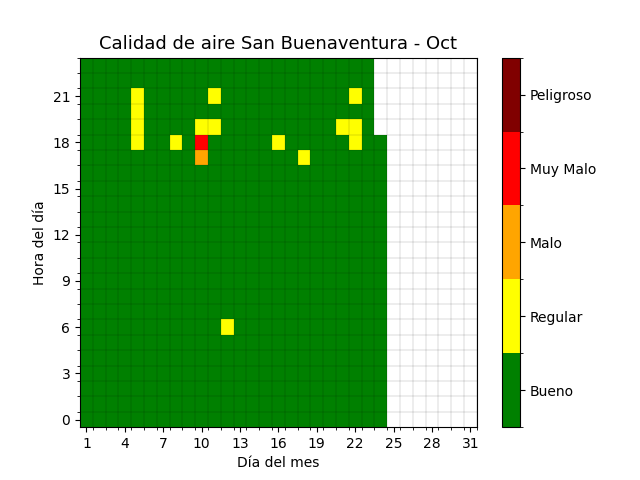 Calidad de aire San Buenaventura - Oct
21
18
15
12
9
6
3
0
Hora del día
1 4 7 10 13 16 19 22 25 28 31
Día del mes
Peligroso
Muy Malo
Malo
Regular
Bueno